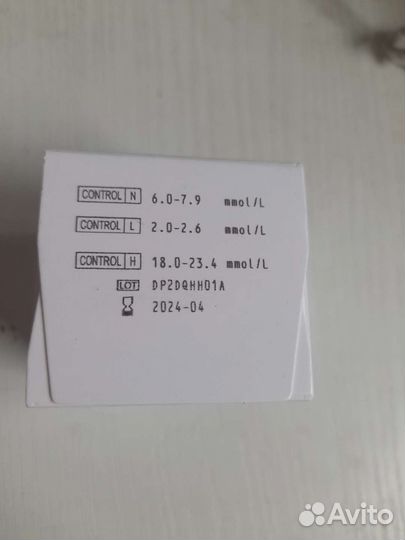 CONTROL N 6.0-7.9 mmol/L
CONTROL L 2.0-2.6 mmol/L
CONTROL H 18.0-23.4 mmol/L
LOT DP2DQHH01A
2024-04
Avito